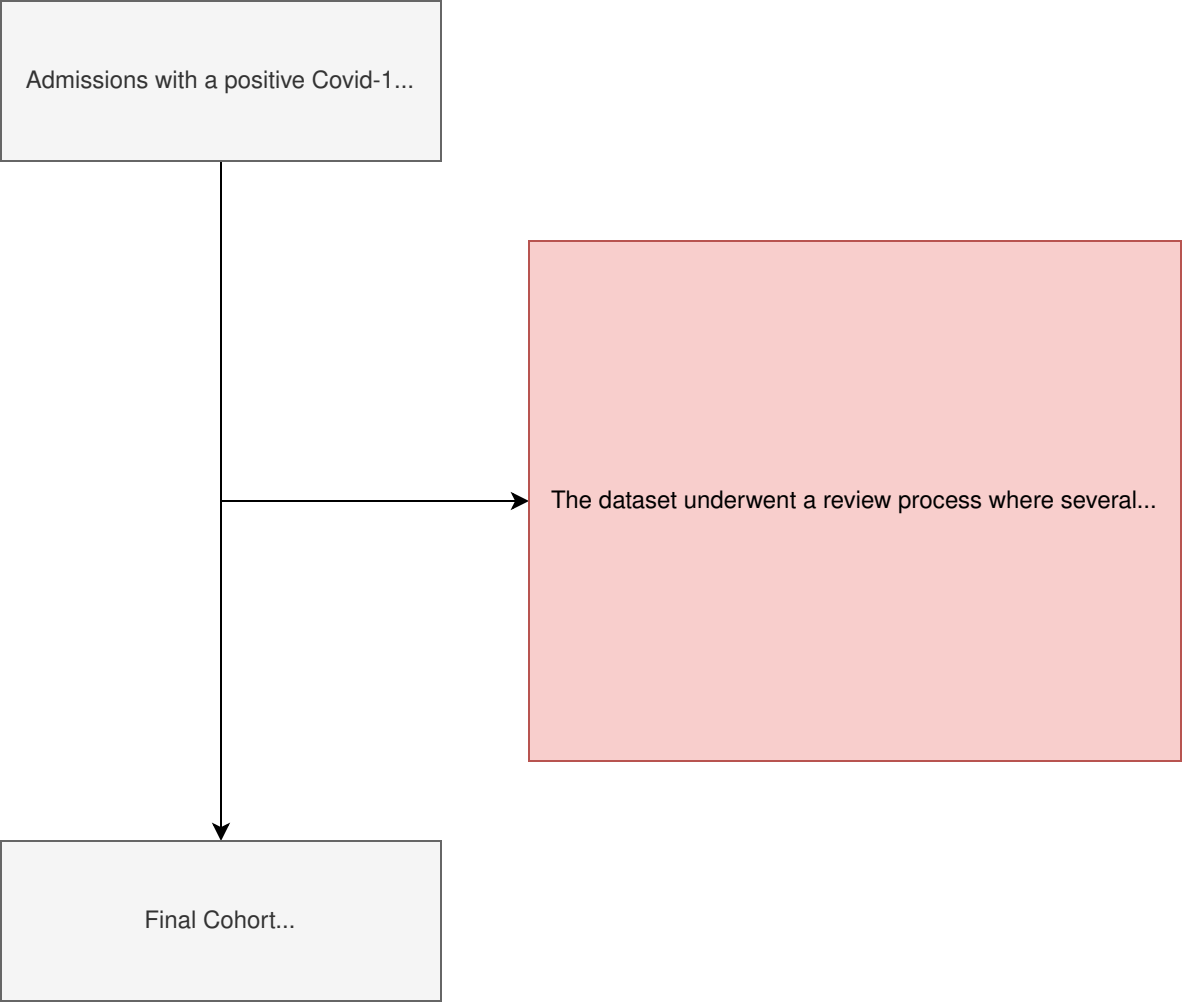 Admissions with a positive Covid-1...
The dataset underwent a review process where several...
Final Cohort...